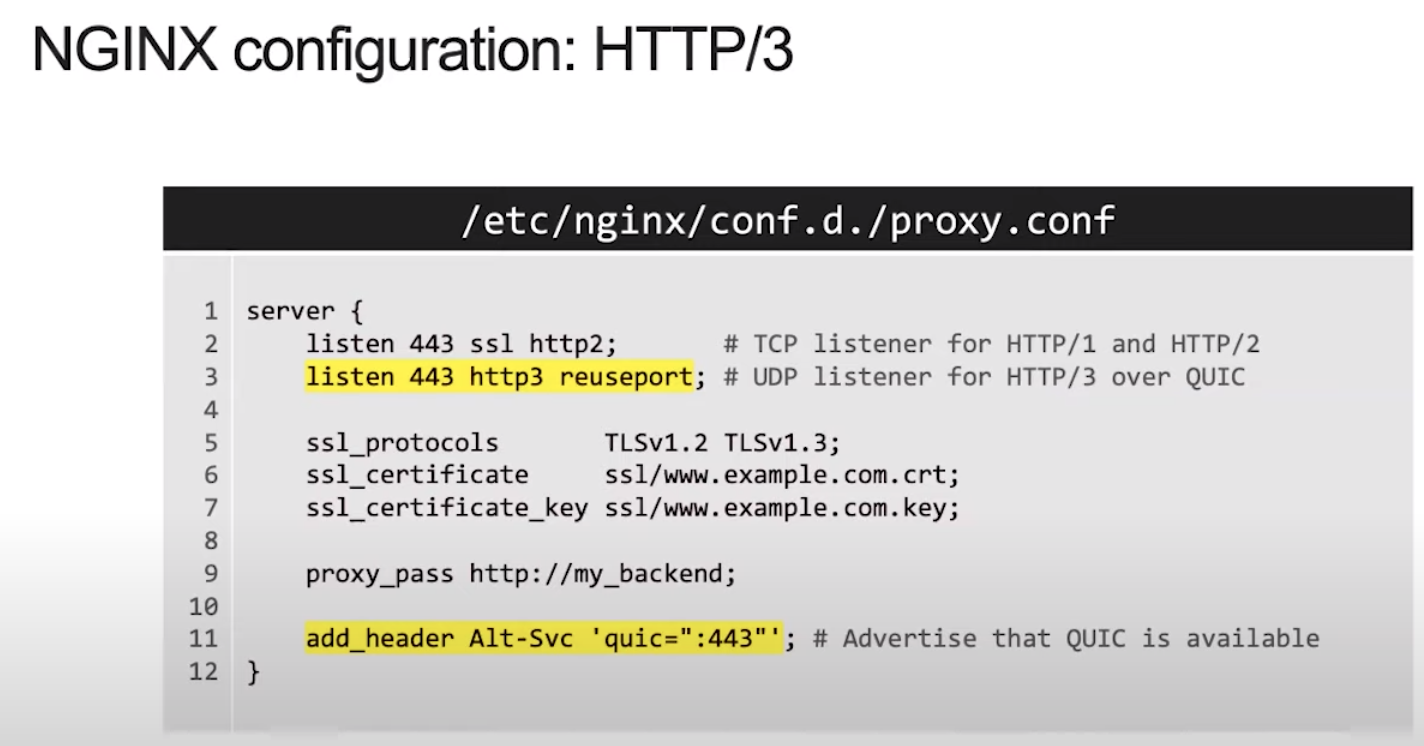 NGINX configuration: HTTP/3
/etc/nginx/conf.d./proxy.conf
1 server {
2 listen 443 ssl http2; # TCP listener for HTTP/1 and HTTP/2
3 listen 443 http3 reuseport; # UDP listener for HTTP/3 over QUIC
4
5 ssl_protocols TLSv1.2 TLSv1.3;
6 ssl_certificate ssl/www.example.com.crt;
7 ssl_certificate_key ssl/www.example.com.key;
8
9 proxy_pass http://my_backend;
10
11 add_header Alt-Svc 'quic=":443"'; # Advertise that QUIC is available
12 }